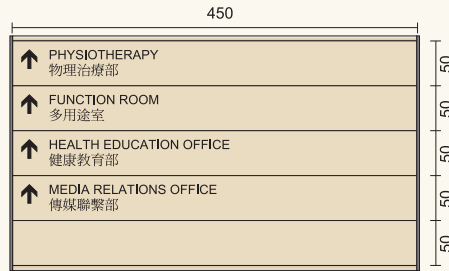 450
PHYSIOTHERAPY
物理治療部
FUNCTION ROOM
多用途室
HEALTH EDUCATION OFFICE
健康教育部
MEDIA RELATIONS OFFICE
傳媒聯繫部
50
50
50
50
50